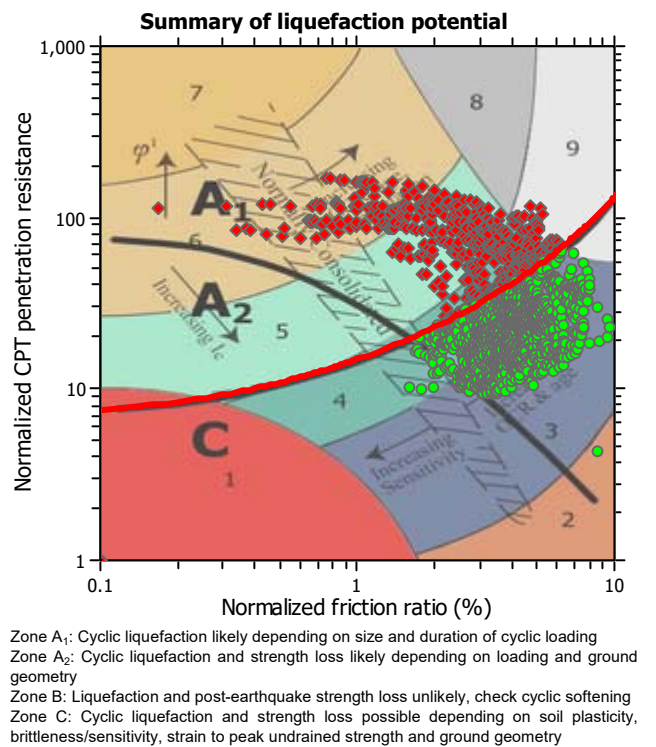 Summary of liquefaction potential
Normalized CPT penetration resistance
1,000
100
10
1
7
8
9
φ'
A1
6
A2
Increasing Ic
5
4
C
1
Increasing
Sensitivity
3
2
Consolidated
& age
0.1
1
10
Normalized friction ratio (%)
Zone A1: Cyclic liquefaction likely depending on size and duration of cyclic loading
Zone A2: Cyclic liquefaction and strength loss likely depending on loading and ground
geometry
Zone B: Liquefaction and post-earthquake strength loss unlikely, check cyclic softening
Zone C: Cyclic liquefaction and strength loss possible depending on soil plasticity,
brittleness/sensitivity, strain to peak undrained strength and ground geometry